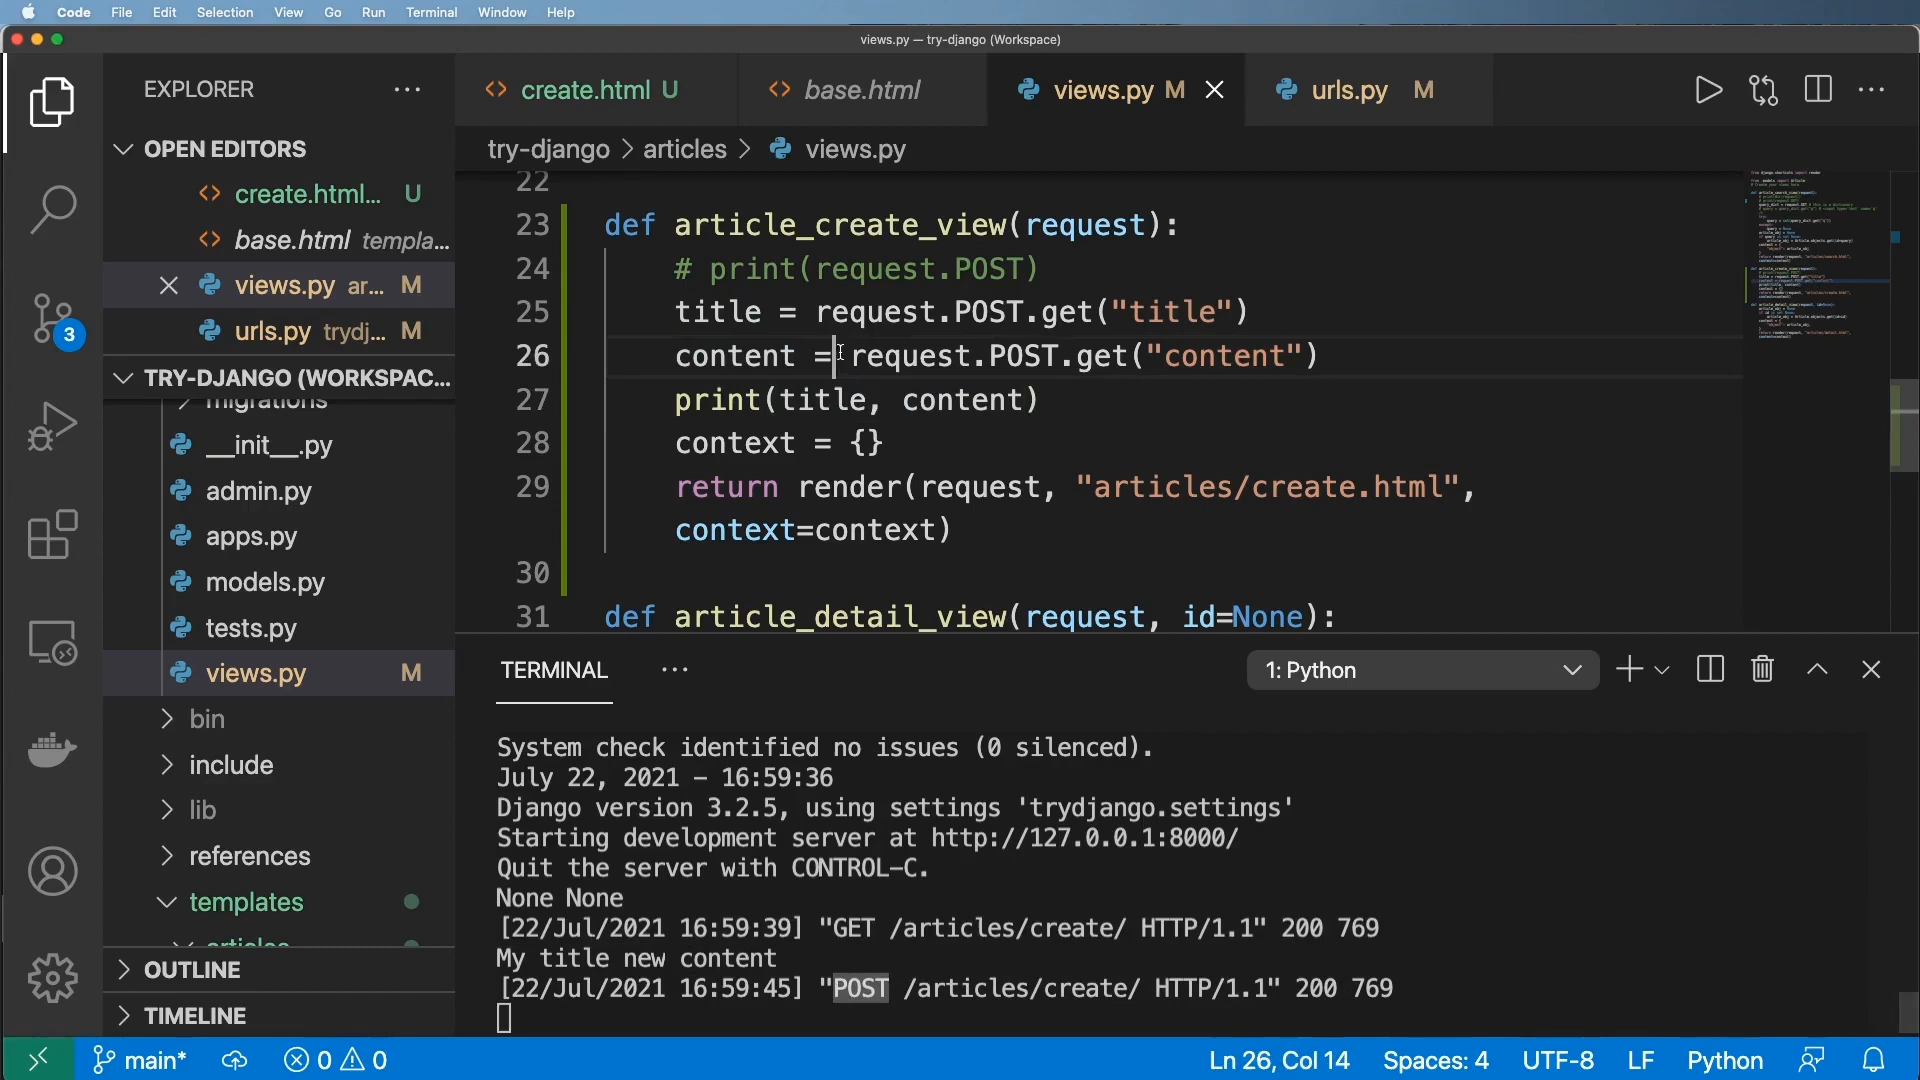 Code File Edit Selection View Go Run Terminal Window Help
views.py — try-django (Workspace)
EXPLORER
create.html U
base.html
views.py M
urls.py M
OPEN EDITORS
create.html... U
base.html templa...
views.py ar... M
urls.py trydj... M
3
TRY-DJANGO (WORKSPAC...
migrations
__init__.py
admin.py
apps.py
models.py
tests.py
views.py M
bin
include
lib
references
templates
articles
OUTLINE
TIMELINE
try-django > articles > views.py
22
23 def article_create_view(request):
24 # print(request.POST)
25 title = request.POST.get("title")
26 content = request.POST.get("content")
27 print(title, content)
28 context = {}
29 return render(request, "articles/create.html",
context=context)
30
31 def article_detail_view(request, id=None):
TERMINAL
1: Python
System check identified no issues (0 silenced).
July 22, 2021 - 16:59:36
Django version 3.2.5, using settings 'trydjango.settings'
Starting development server at http://127.0.0.1:8000/
Quit the server with CONTROL-C.
None None
[22/Jul/2021 16:59:39] "GET /articles/create/ HTTP/1.1" 200 769
My title new content
[22/Jul/2021 16:59:45] "POST /articles/create/ HTTP/1.1" 200 769
main* 0 0 Ln 26, Col 14 Spaces: 4 UTF-8 LF Python